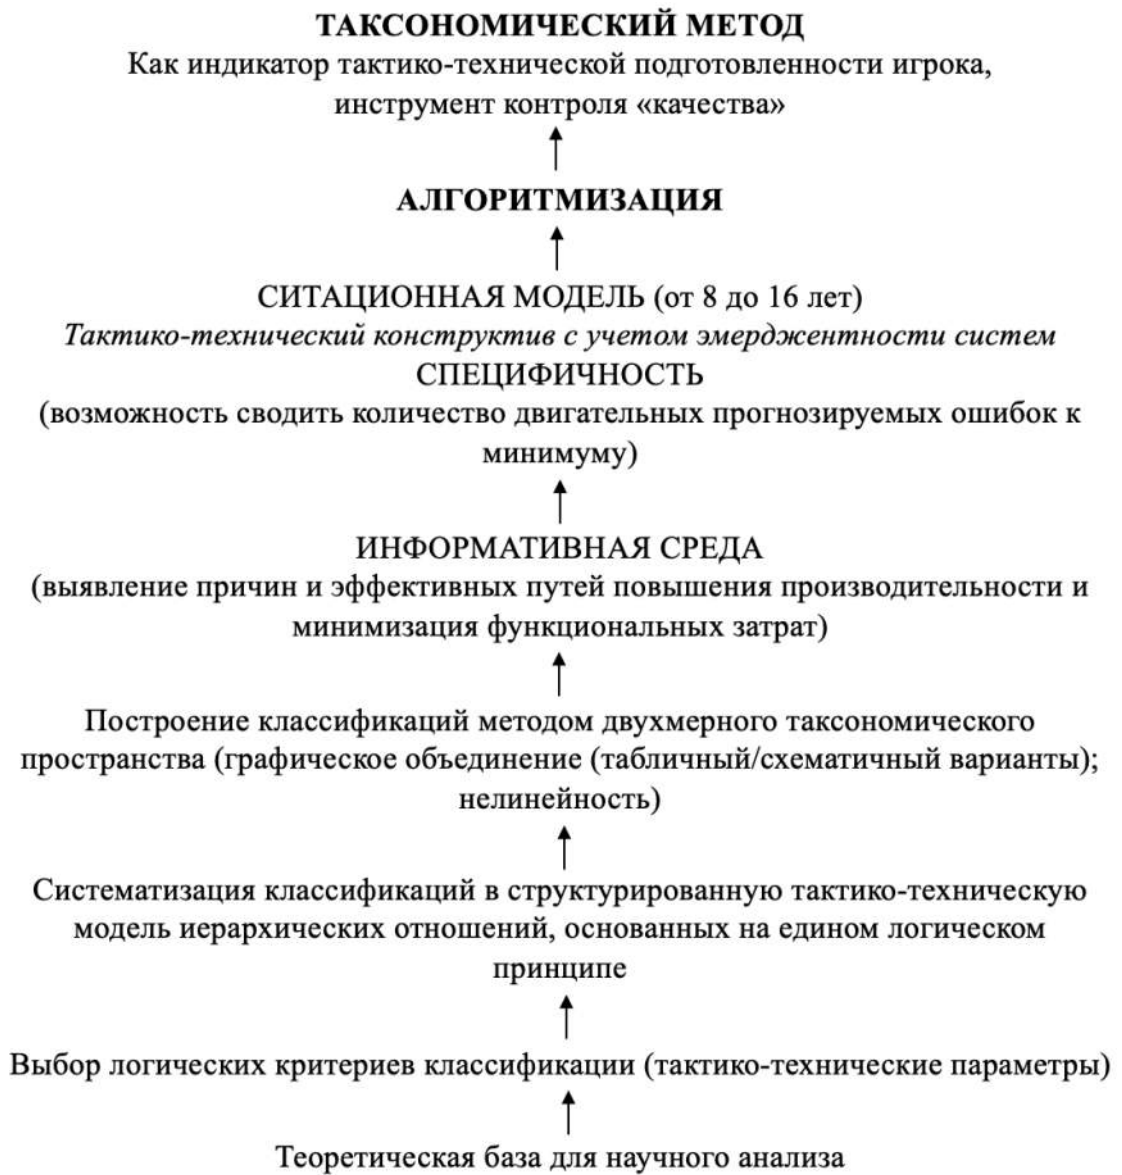 ТАКСОНОМИЧЕСКИЙ МЕТОД
Как индикатор тактико-технической подготовленности игрока,
инструмент контроля «качества»
АЛГОРИТМИЗАЦИЯ
СИТАЦИОННАЯ МОДЕЛЬ (от 8 до 16 лет)
Тактико-технический конструктив с учетом эмерджентности систем
СПЕЦИФИЧНОСТЬ
(возможность сводить количество двигательных прогнозируемых ошибок к
минимуму)
ИНФОРМАТИВНАЯ СРЕДА
(выявление причин и эффективных путей повышения производительности и
минимизация функциональных затрат)
Построение классификаций методом двухмерного таксономического
пространства (графическое объединение (табличный/схематичный варианты);
нелинейность)
Систематизация классификаций в структурированную тактико-техническую
модель иерархических отношений, основанных на едином логическом
принципе
Выбор логических критериев классификации (тактико-технические параметры)
Теоретическая база для научного анализа